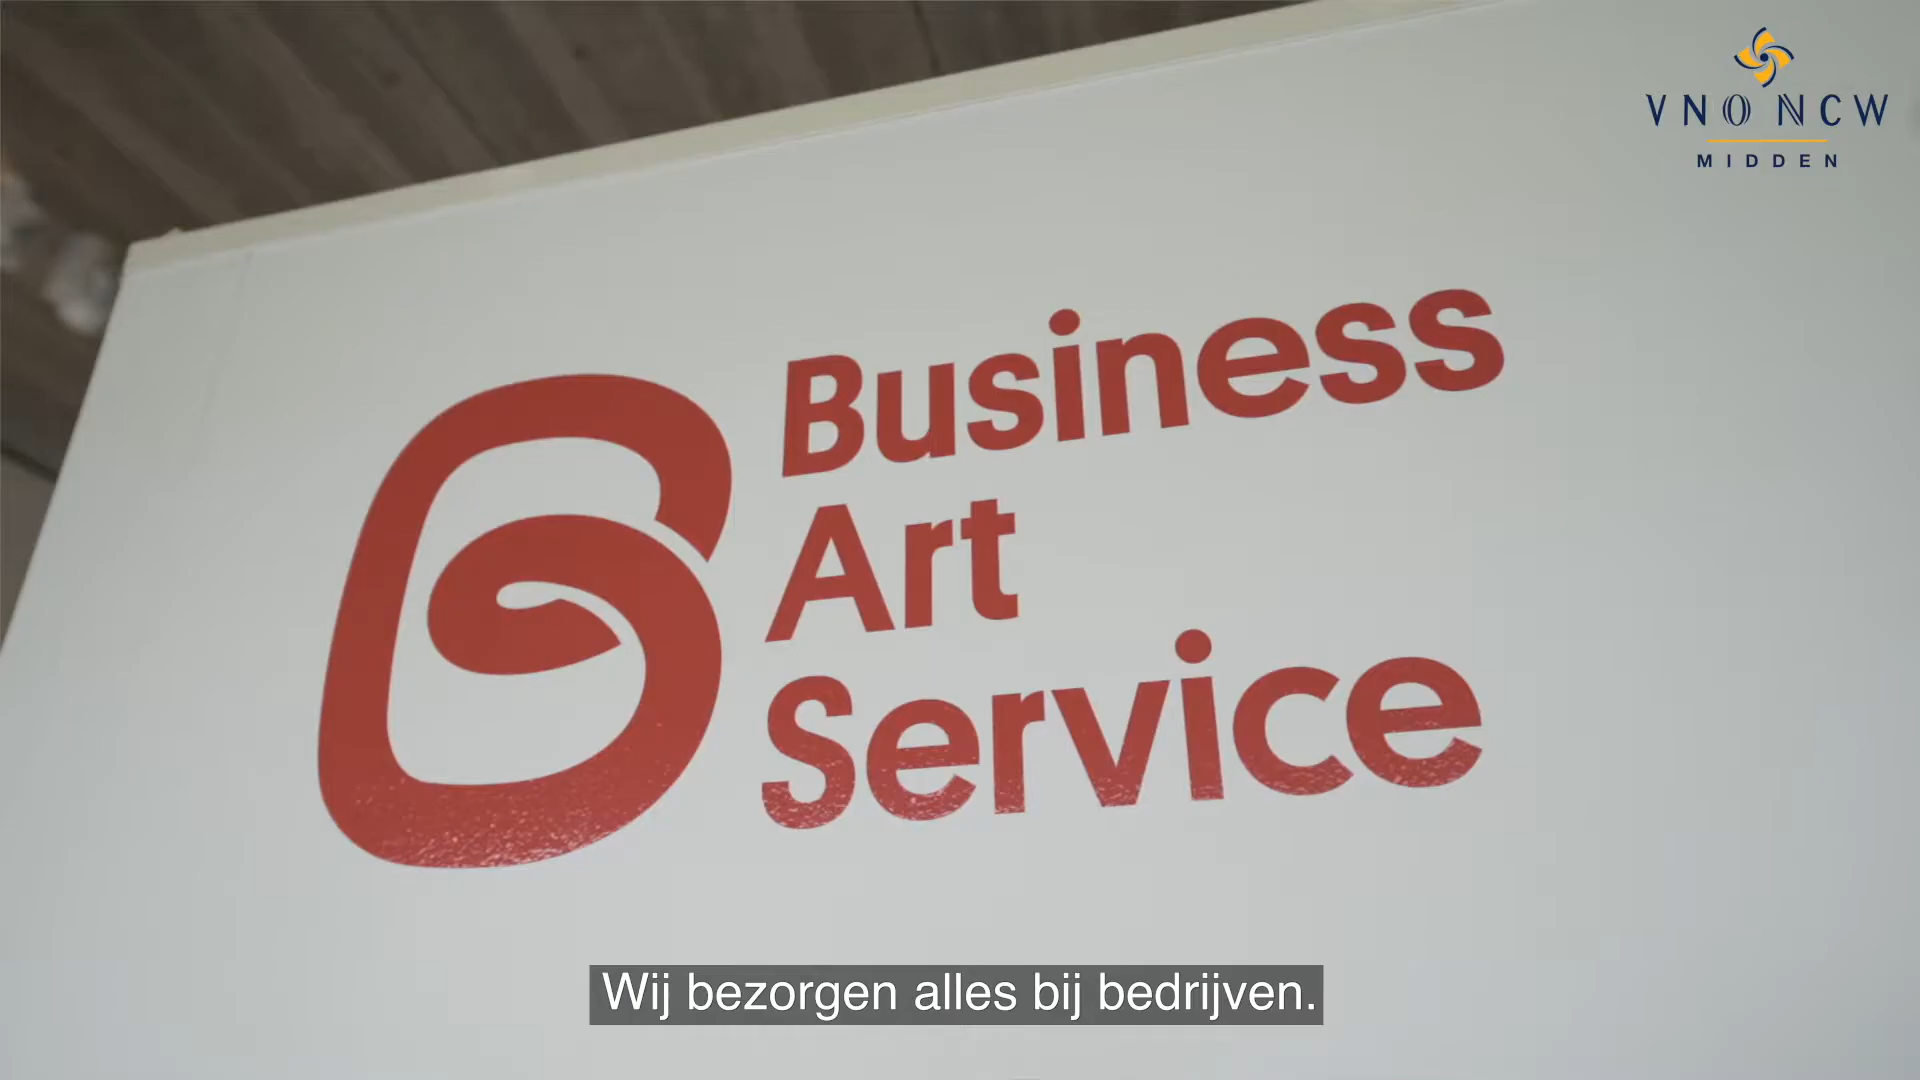 VNO NCW
MIDDEN
Business
Art
Service
Wij bezorgen alles bij bedrijven.